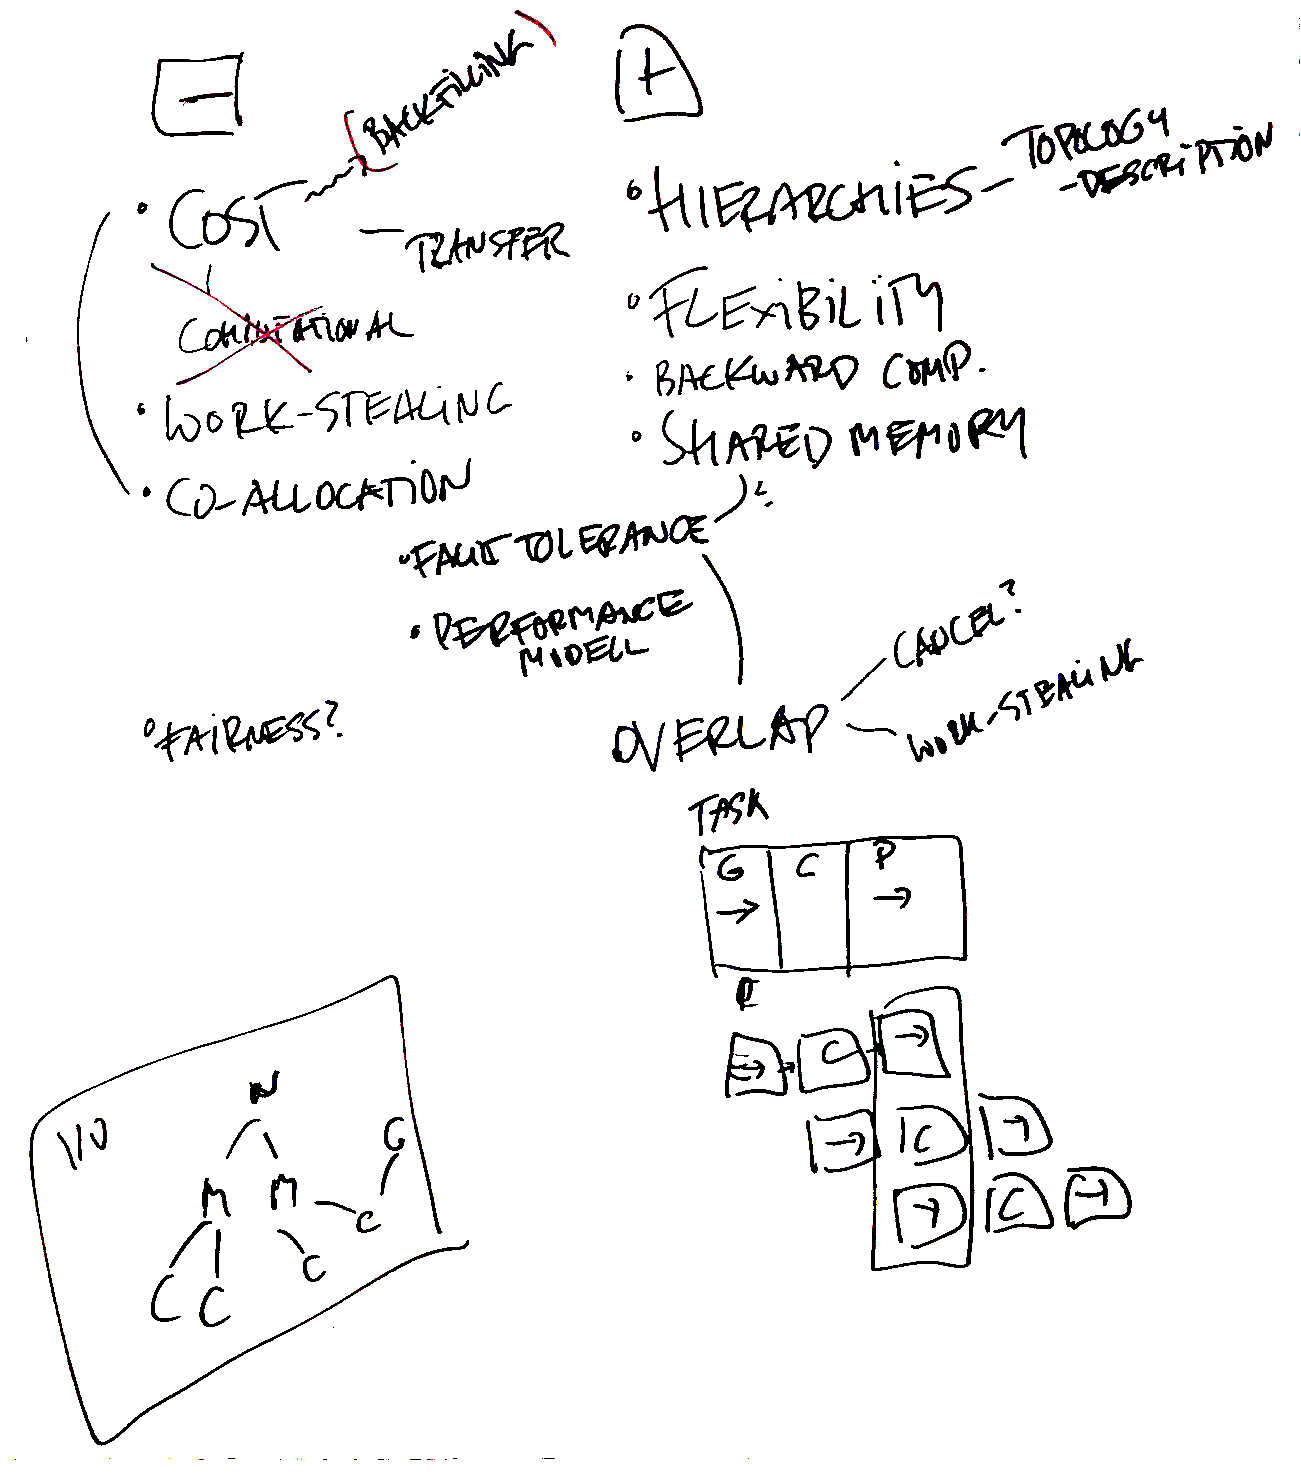 −
+
(BACKFILLING)
• COST
– TRANSFER
COMPUTATIONAL
• WORK-STEALING
• CO-ALLOCATION
• HIERARCHIES – TOPOLOGY
-DESCRIPTION
• FLEXIBILITY
• BACKWARD COMP.
• SHARED MEMORY
• FAULT TOLERANCE
• PERFORMANCE
MODELL
• FAIRNESS?
OVERLAP
CANCEL?
WORK-STEALING
TASK
G C P
→ →
→ C →
→ C →
→ C →
I/O
N
M M
G
C
C C C